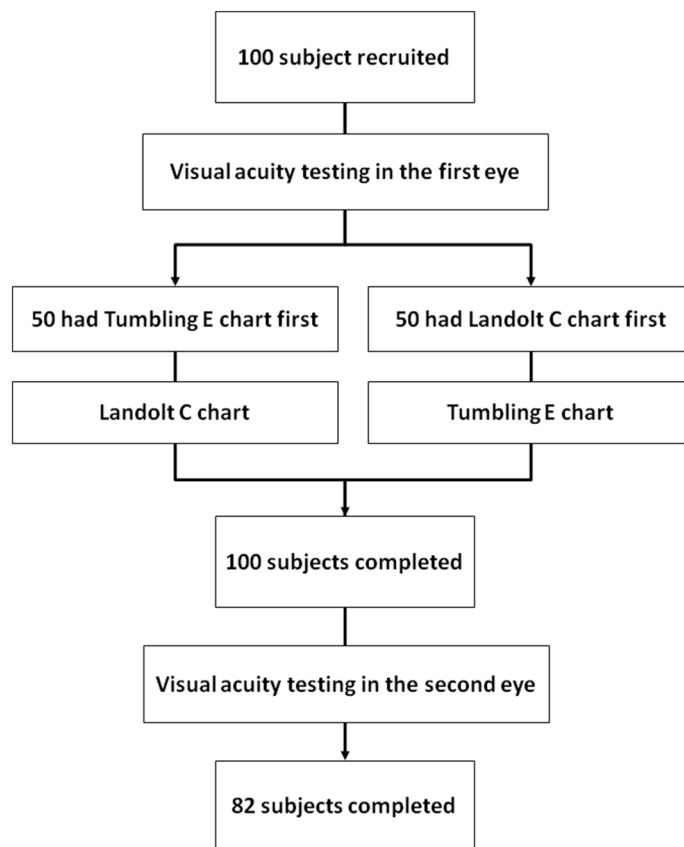 100 subject recruited
Visual acuity testing in the first eye
50 had Tumbling E chart first
50 had Landolt C chart first
Landolt C chart
Tumbling E chart
100 subjects completed
Visual acuity testing in the second eye
82 subjects completed